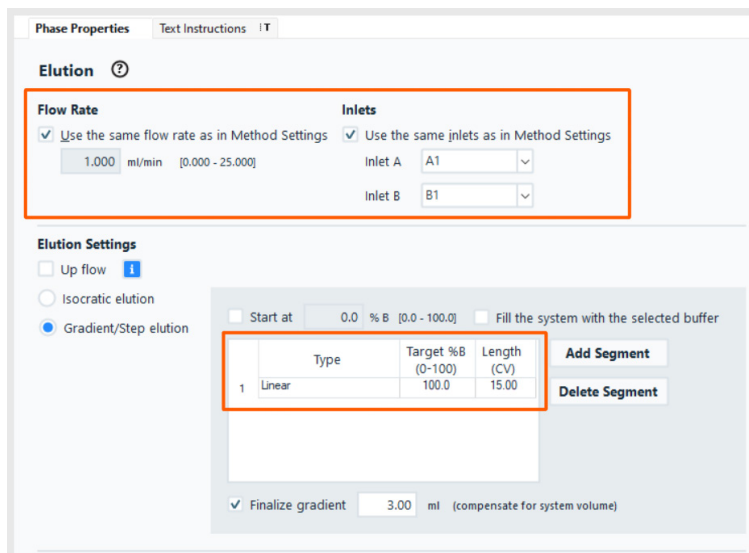 Phase Properties Text Instructions T
Elution ?
Flow Rate Inlets
Use the same flow rate as in Method Settings Use the same inlets as in Method Settings
1.000 ml/min [0.000 - 25.000] Inlet A A1
Inlet B B1
Elution Settings
Up flow i
Isocratic elution
Gradient/Step elution
Start at 0.0 % B [0.0 - 100.0] Fill the system with the selected buffer
Type Target %B (0-100) Length (CV) Add Segment
1 Linear 100.0 15.00
Delete Segment
Finalize gradient 3.00 ml (compensate for system volume)